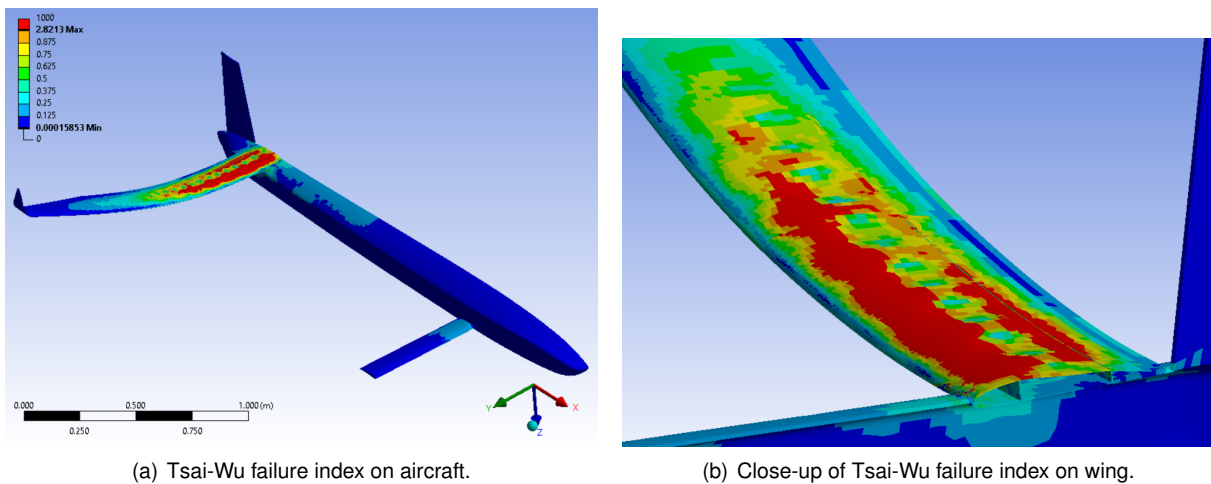 1000
2.8213 Max
0.875
0.75
0.625
0.5
0.375
0.25
0.125
0.00015853 Min
0
Y
X
Z
0.000
0.500
1.000 (m)
0.250
0.750
(a) Tsai-Wu failure index on aircraft.
(b) Close-up of Tsai-Wu failure index on wing.